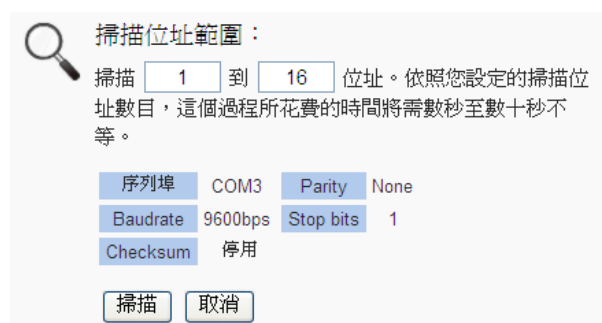 掃描位址範圍：
掃描 1 到 16 位址。依照您設定的掃描位
址數目，這個過程所花費的時間將需數秒至數十秒不
等。
序列埠 COM3 Parity None
Baudrate 9600bps Stop bits 1
Checksum 停用
掃描 取消